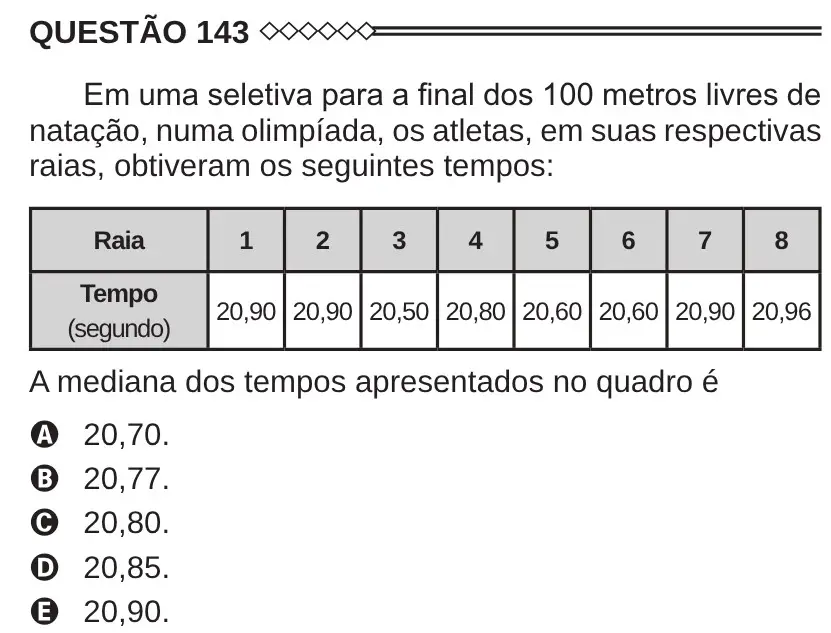 QUESTÃO 143
Em uma seletiva para a final dos 100 metros livres de
natação, numa olimpíada, os atletas, em suas respectivas
raias, obtiveram os seguintes tempos:
Raia 1 2 3 4 5 6 7 8
Tempo (segundo) 20,90 20,90 20,50 20,80 20,60 20,60 20,90 20,96
A mediana dos tempos apresentados no quadro é
A 20,70.
B 20,77.
C 20,80.
D 20,85.
E 20,90.